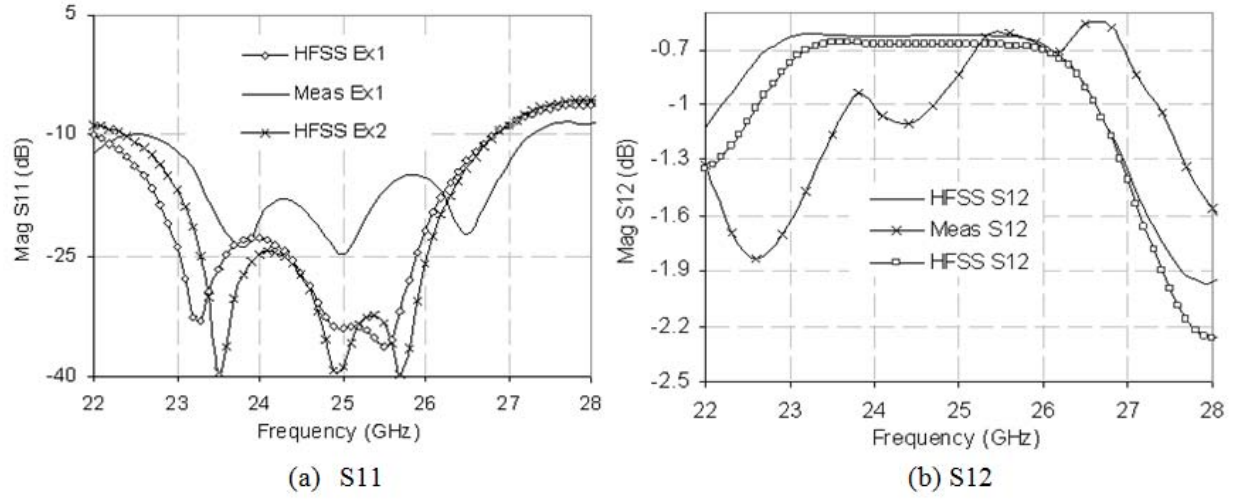 5
-10
-25
-40
Mag S11 (dB)
HFSS Ex1
Meas Ex1
HFSS Ex2
22 23 24 25 26 27 28
Frequency (GHz)
(a) S11
-0.7
-1
-1.3
-1.6
-1.9
-2.2
-2.5
Mag S12 (dB)
HFSS S12
Meas S12
HFSS S12
22 23 24 25 26 27 28
Frequency (GHz)
(b) S12